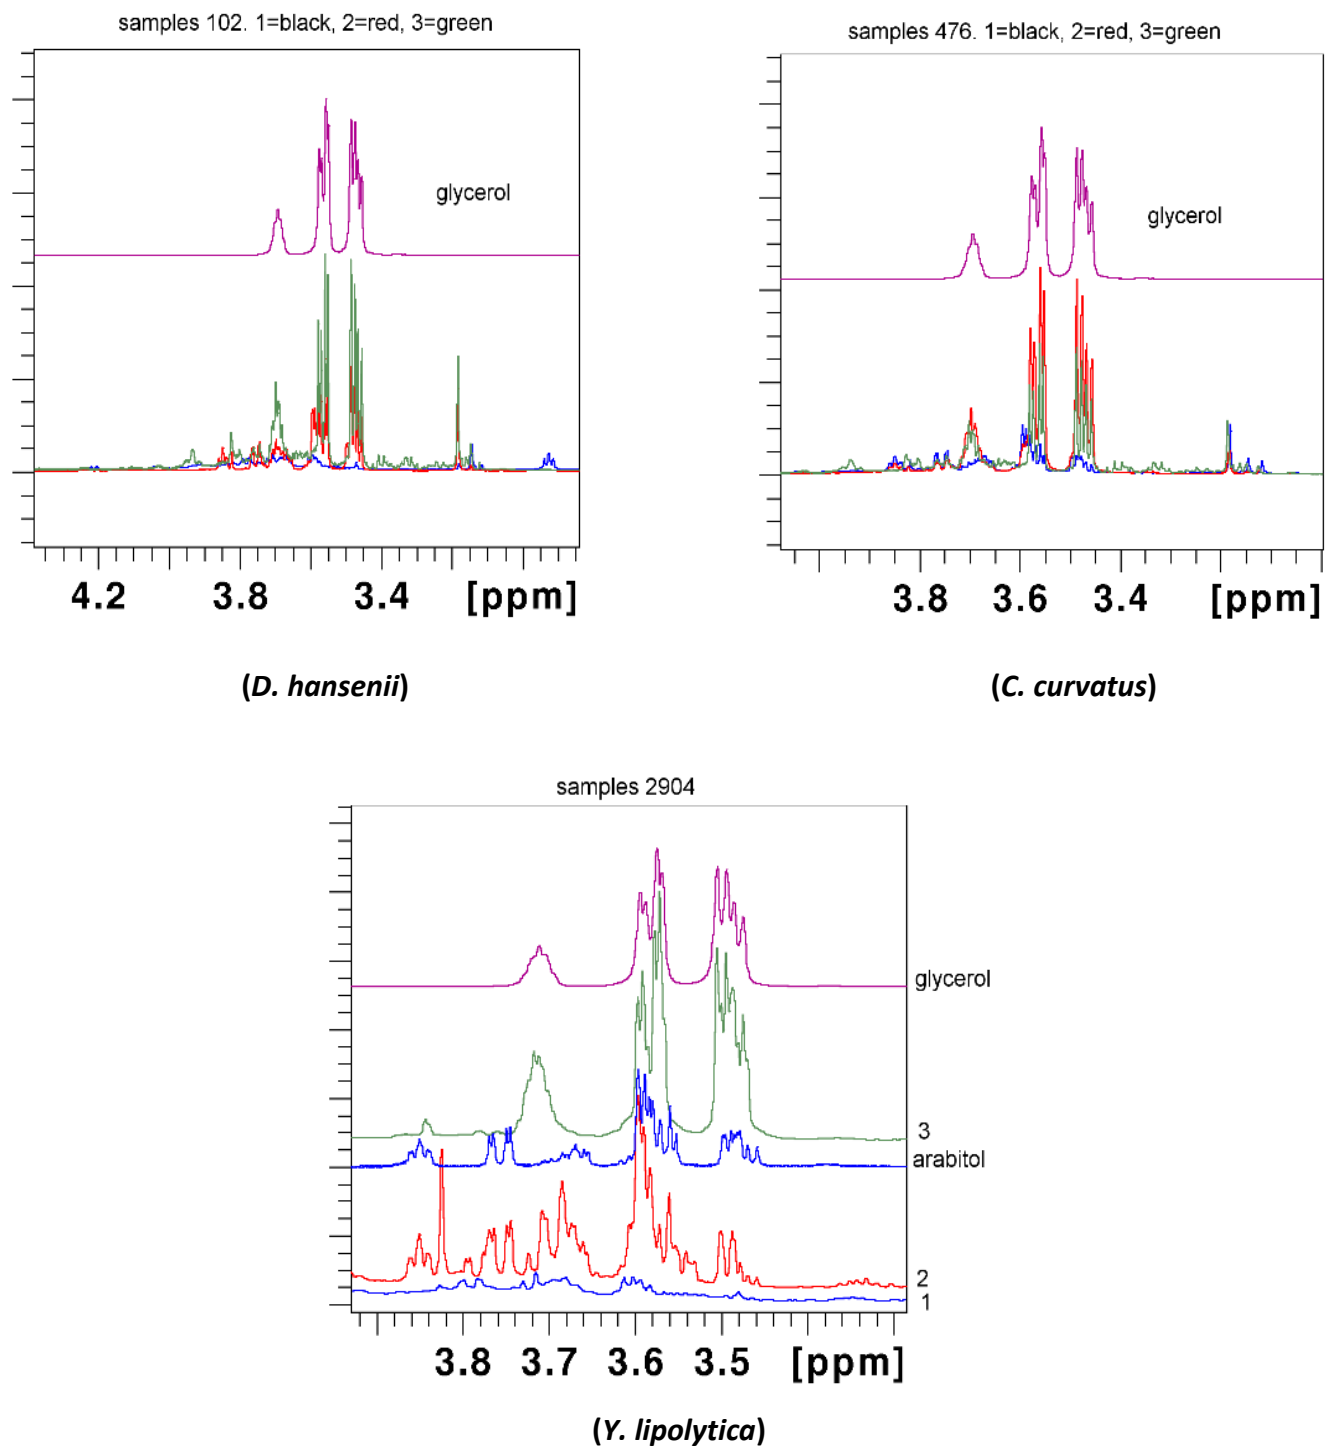 samples 102. 1=black, 2=red, 3=green
glycerol
4.2 3.8 3.4 [ppm]
(D. hansenii)
samples 476. 1=black, 2=red, 3=green
glycerol
3.8 3.6 3.4 [ppm]
(C. curvatus)
samples 2904
glycerol
3
arabitol
2
1
3.8 3.7 3.6 3.5 [ppm]
(Y. lipolytica)